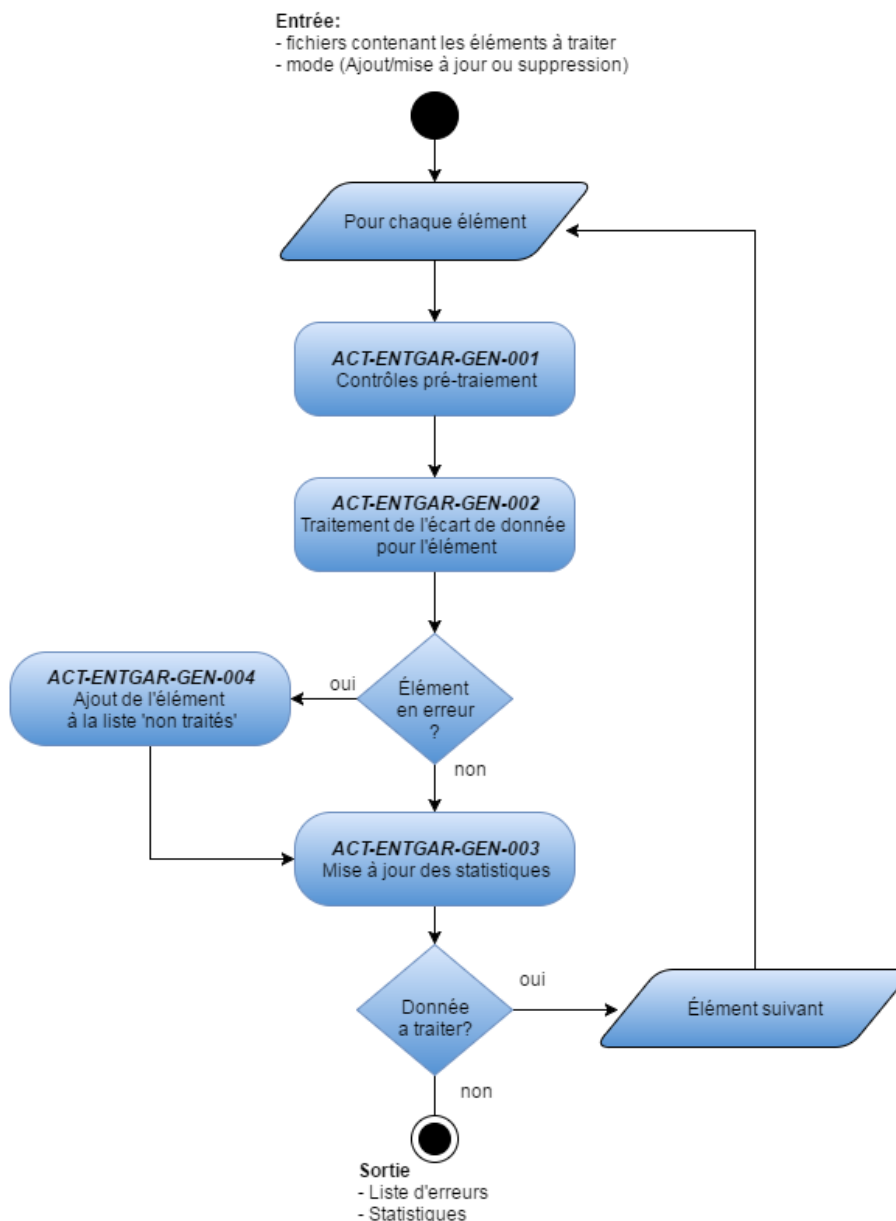 Entrée:
- fichiers contenant les éléments à traiter
- mode (Ajout/mise à jour ou suppression)
Pour chaque élément
ACT-ENTGAR-GEN-001
Contrôles pré-traiement
ACT-ENTGAR-GEN-002
Traitement de l'écart de donnée
pour l'élément
ACT-ENTGAR-GEN-004
Ajout de l'élément
à la liste 'non traités'
oui
Élément
en erreur
?
non
ACT-ENTGAR-GEN-003
Mise à jour des statistiques
Donnée
a traiter?
oui
Élément suivant
non
Sortie
- Liste d'erreurs
- Statistiques